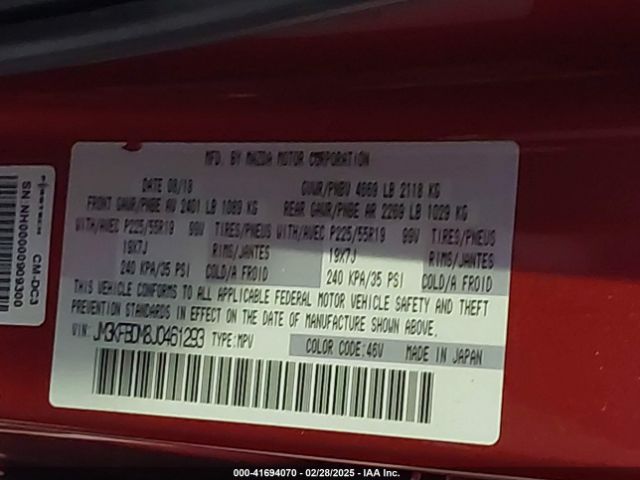 MFD. BY MAZDA MOTOR CORPORATION
DATE 08/18 GVWR/PNBV 4669 LB 2118 KG
FRONT GAWR/PNBE AV 2401 LB 1089 KG REAR GAWR/PNBE AR 2269 LB 1029 KG
WITH/AVEC P225/55R19 99V TIRES/PNEUS WITH/AVEC P225/55R19 99V TIRES/PNEUS
19X7J RIMS/JANTES 19X7J RIMS/JANTES
240 KPA/35 PSI COLD/A FROID 240 KPA/35 PSI COLD/A FROID
THIS VEHICLE CONFORMS TO ALL APPLICABLE FEDERAL MOTOR VEHICLE SAFETY AND THEFT
PREVENTION STANDARDS IN EFFECT ON THE DATE OF MANUFACTURE SHOWN ABOVE.
VIN: JM3KFBDM8J0461293 TYPE:MPV COLOR CODE:46V MADE IN JAPAN
CM-DC3
SN:NH0000009069300
000-41694070 - 02/28/2025 - IAA Inc.